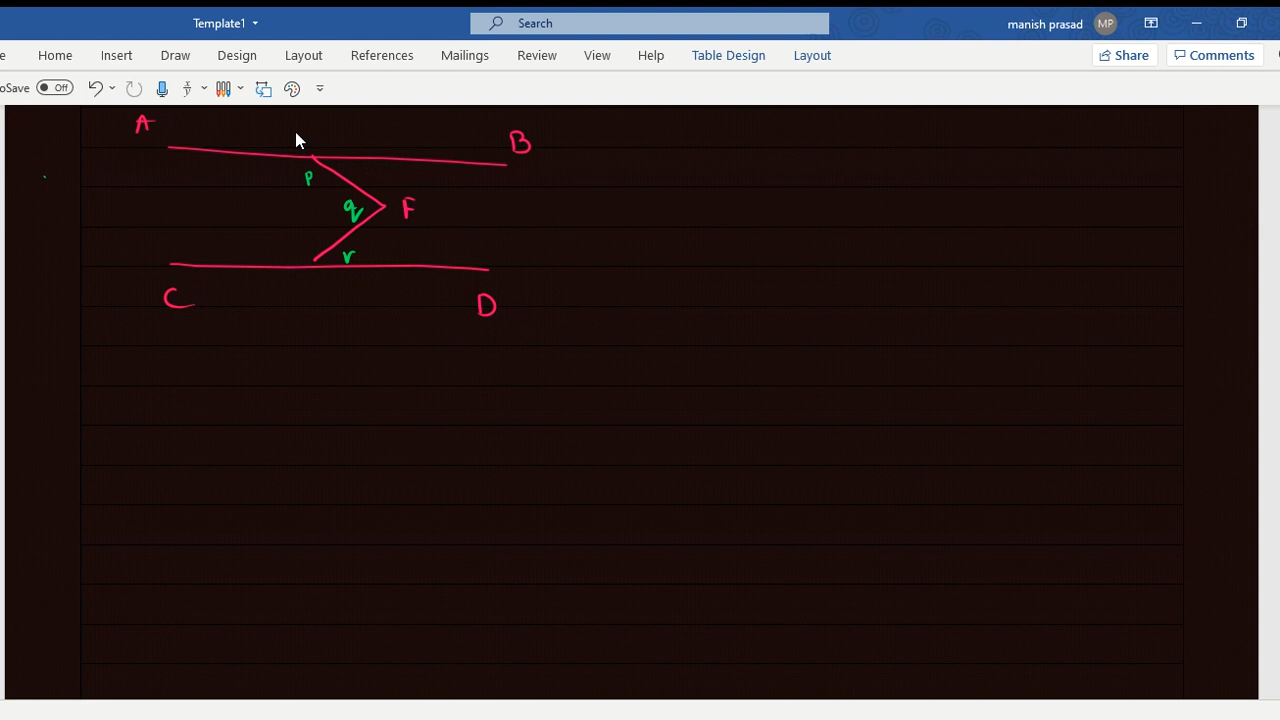 Template1
Search
manish prasad
MP
Home Insert Draw Design Layout References Mailings Review View Help Table Design Layout
Share
Comments
oSave Off
A
B
p
q
F
r
C
D